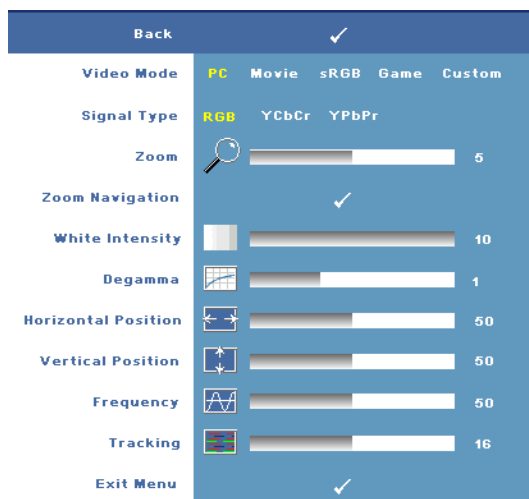 Back
Video Mode PC Movie sRGB Game Custom
Signal Type RGB YCbCr YPbPr
Zoom 5
Zoom Navigation
White Intensity 10
Degamma 1
Horizontal Position 50
Vertical Position 50
Frequency 50
Tracking 16
Exit Menu